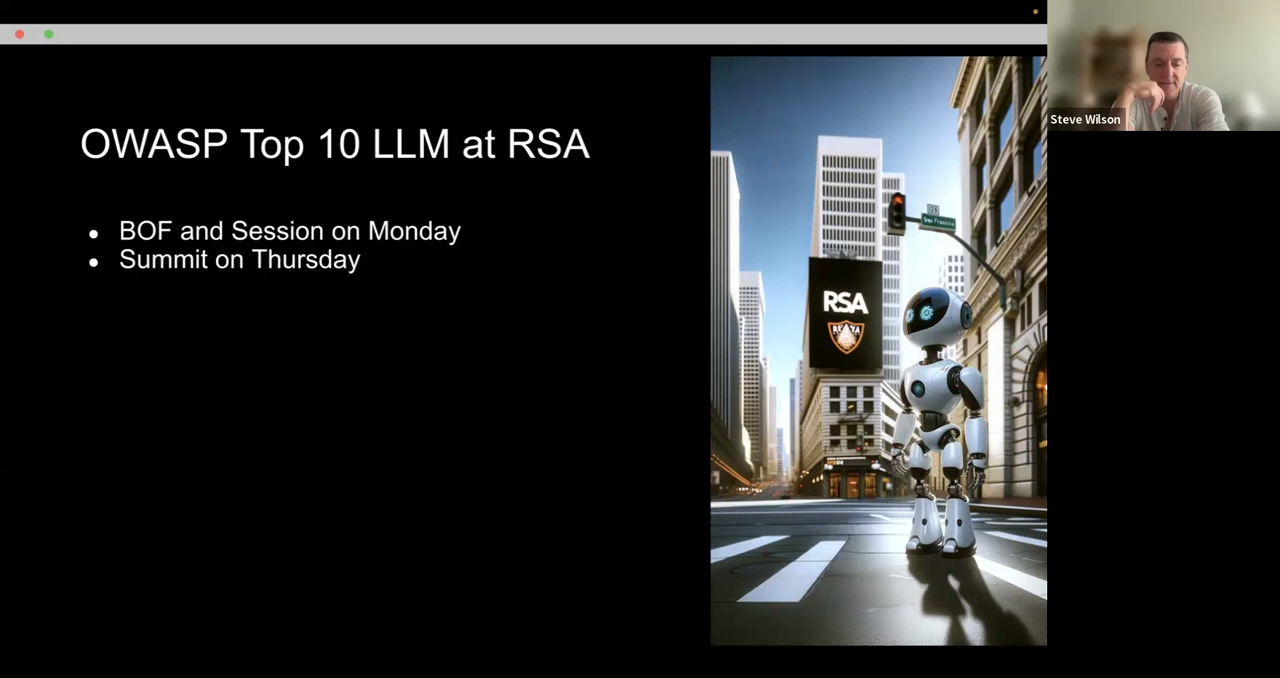 OWASP Top 10 LLM at RSA
BOF and Session on Monday
Summit on Thursday
RSA
Steve Wilson